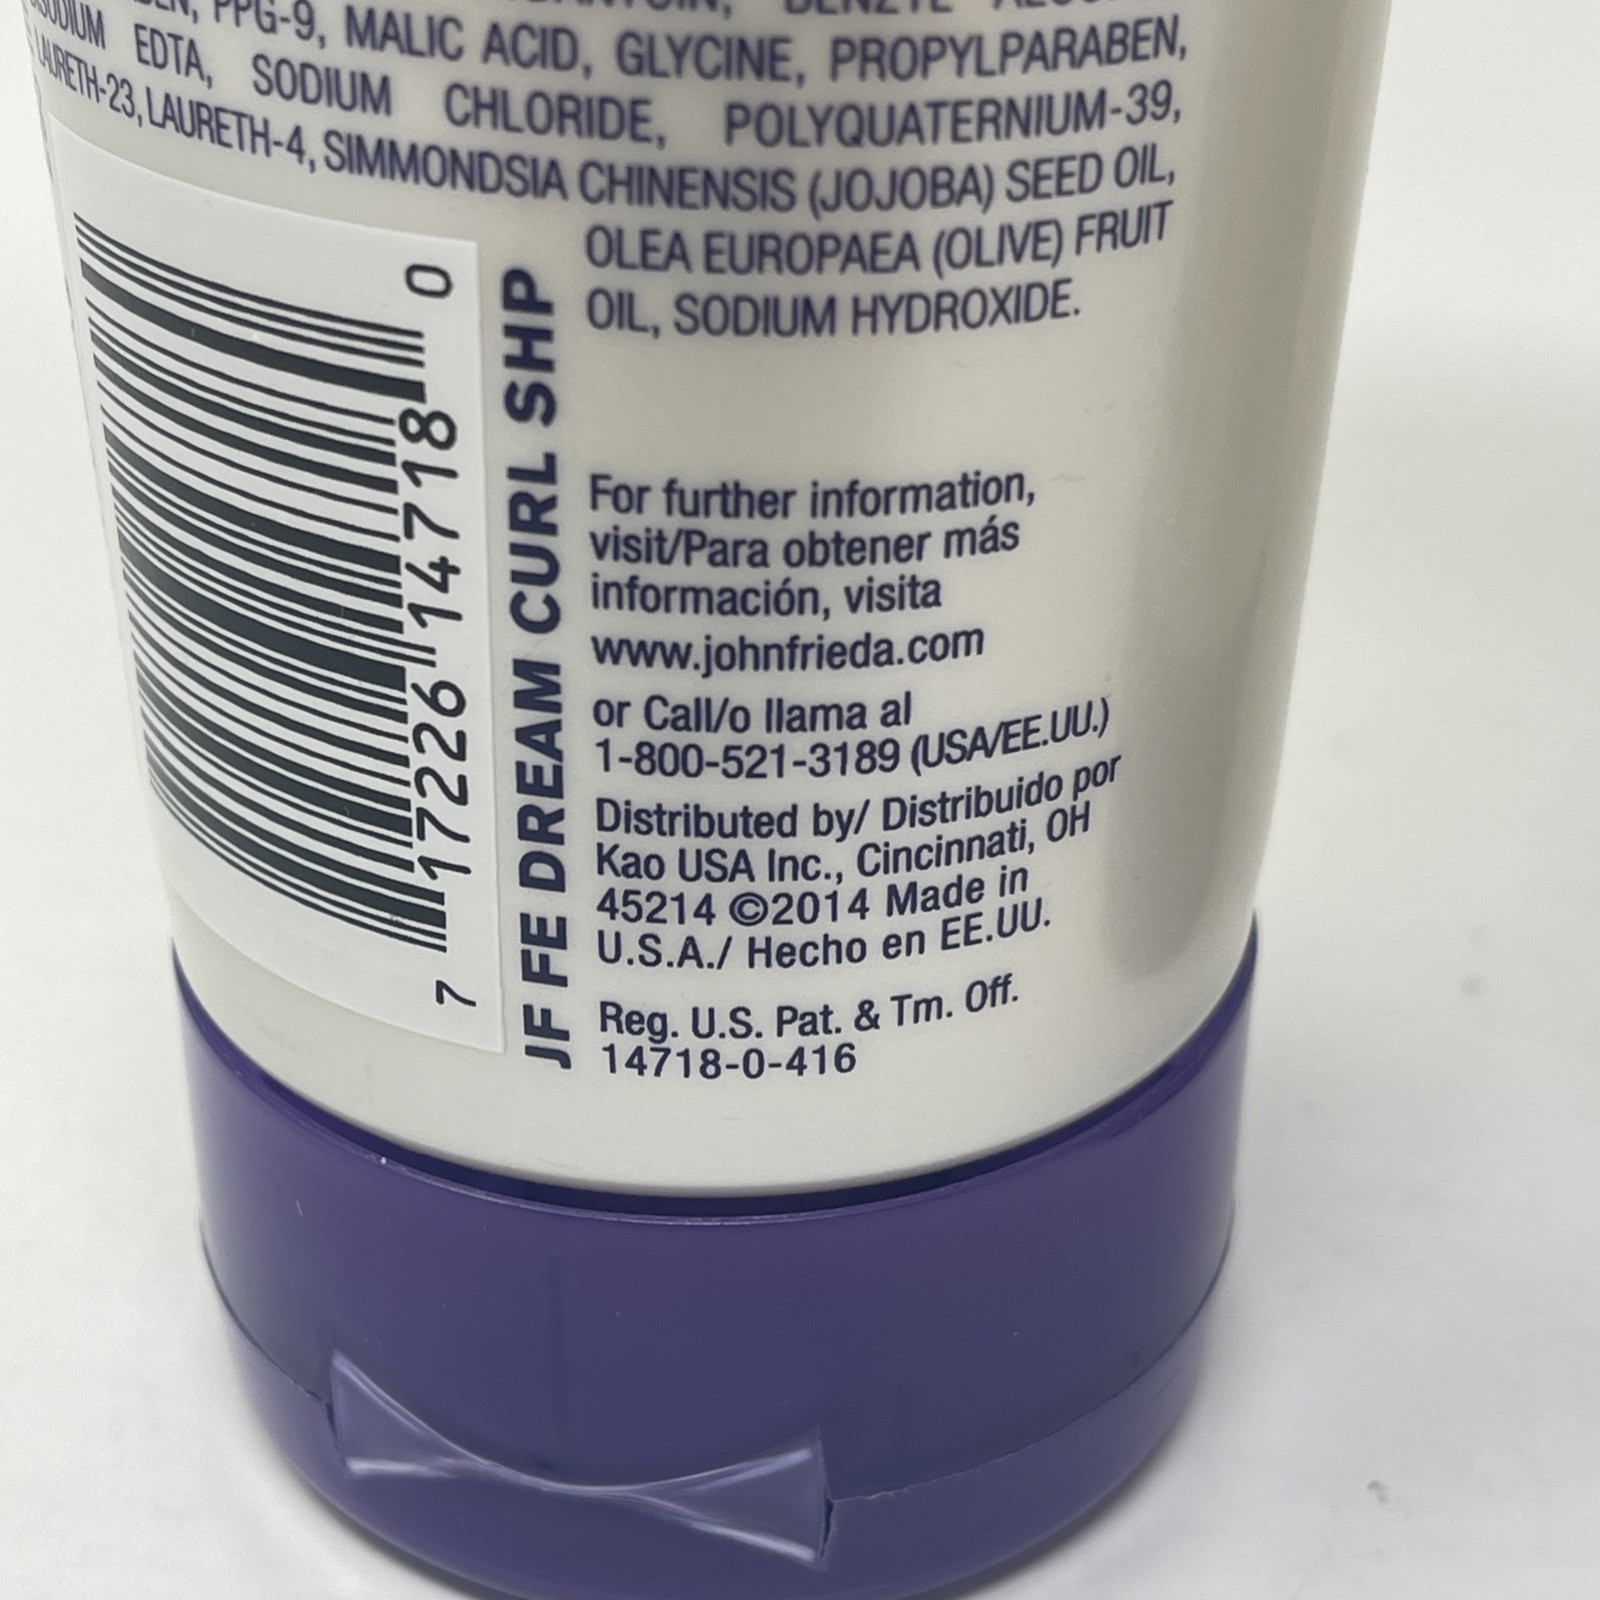 PPG-9, MALIC ACID, GLYCINE, PROPYLPARABEN,
EDTA, SODIUM CHLORIDE, POLYQUATERNIUM-39,
LAURETH-23, LAURETH-4, SIMMONDSIA CHINENSIS (JOJOBA) SEED OIL,
OLEA EUROPAEA (OLIVE) FRUIT
OIL, SODIUM HYDROXIDE.
7 17226 14718 0
JF FE DREAM CURL SHP
For further information,
visit/Para obtener más
información, visita
www.johnfrieda.com
or Call/o llama al
1-800-521-3189 (USA/EE.UU.)
Distributed by/ Distribuido por
Kao USA Inc., Cincinnati, OH
45214 ©2014 Made in
U.S.A./ Hecho en EE.UU.
Reg. U.S. Pat. & Tm. Off.
14718-0-416